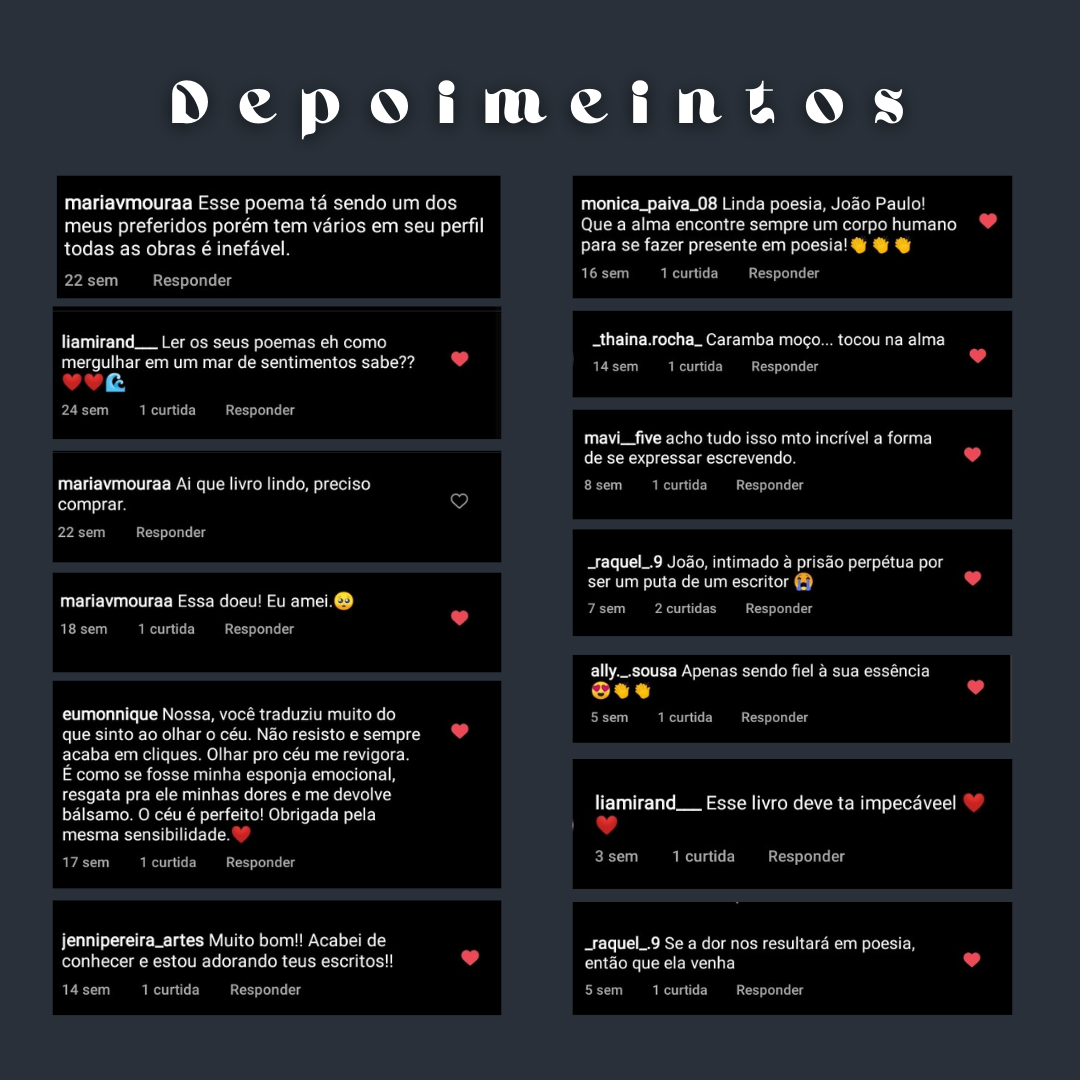 Depoimeintos
mariavmouraa Esse poema tá sendo um dos
meus preferidos porém tem vários em seu perfil
todas as obras é inefável.
22 sem Responder
liamirand___ Ler os seus poemas eh como
mergulhar em um mar de sentimentos sabe??
❤️❤️🌊
24 sem 1 curtida Responder
mariavmouraa Ai que livro lindo, preciso
comprar.
22 sem Responder
mariavmouraa Essa doeu! Eu amei.🥺
18 sem 1 curtida Responder
eumonnique Nossa, você traduziu muito do
que sinto ao olhar o céu. Não resisto e sempre
acaba em cliques. Olhar pro céu me revigora.
É como se fosse minha esponja emocional,
resgata pra ele minhas dores e me devolve
bálsamo. O céu é perfeito! Obrigada pela
mesma sensibilidade.❤️
17 sem 1 curtida Responder
jennipereira_artes Muito bom!! Acabei de
conhecer e estou adorando teus escritos!!
14 sem 1 curtida Responder
monica_paiva_08 Linda poesia, João Paulo!
Que a alma encontre sempre um corpo humano
para se fazer presente em poesia!👏👏👏
16 sem 1 curtida Responder
_thaina.rocha_ Caramba moço... tocou na alma
14 sem 1 curtida Responder
mavi__five acho tudo isso mto incrível a forma
de se expressar escrevendo.
8 sem 1 curtida Responder
_raquel_.9 João, intimado à prisão perpétua por
ser um puta de um escritor 😭
7 sem 2 curtidas Responder
ally._.sousa Apenas sendo fiel à sua essência
😍👏👏
5 sem 1 curtida Responder
liamirand___ Esse livro deve ta impecáveel ❤️
❤️
3 sem 1 curtida Responder
_raquel_.9 Se a dor nos resultará em poesia,
então que ela venha
5 sem 1 curtida Responder